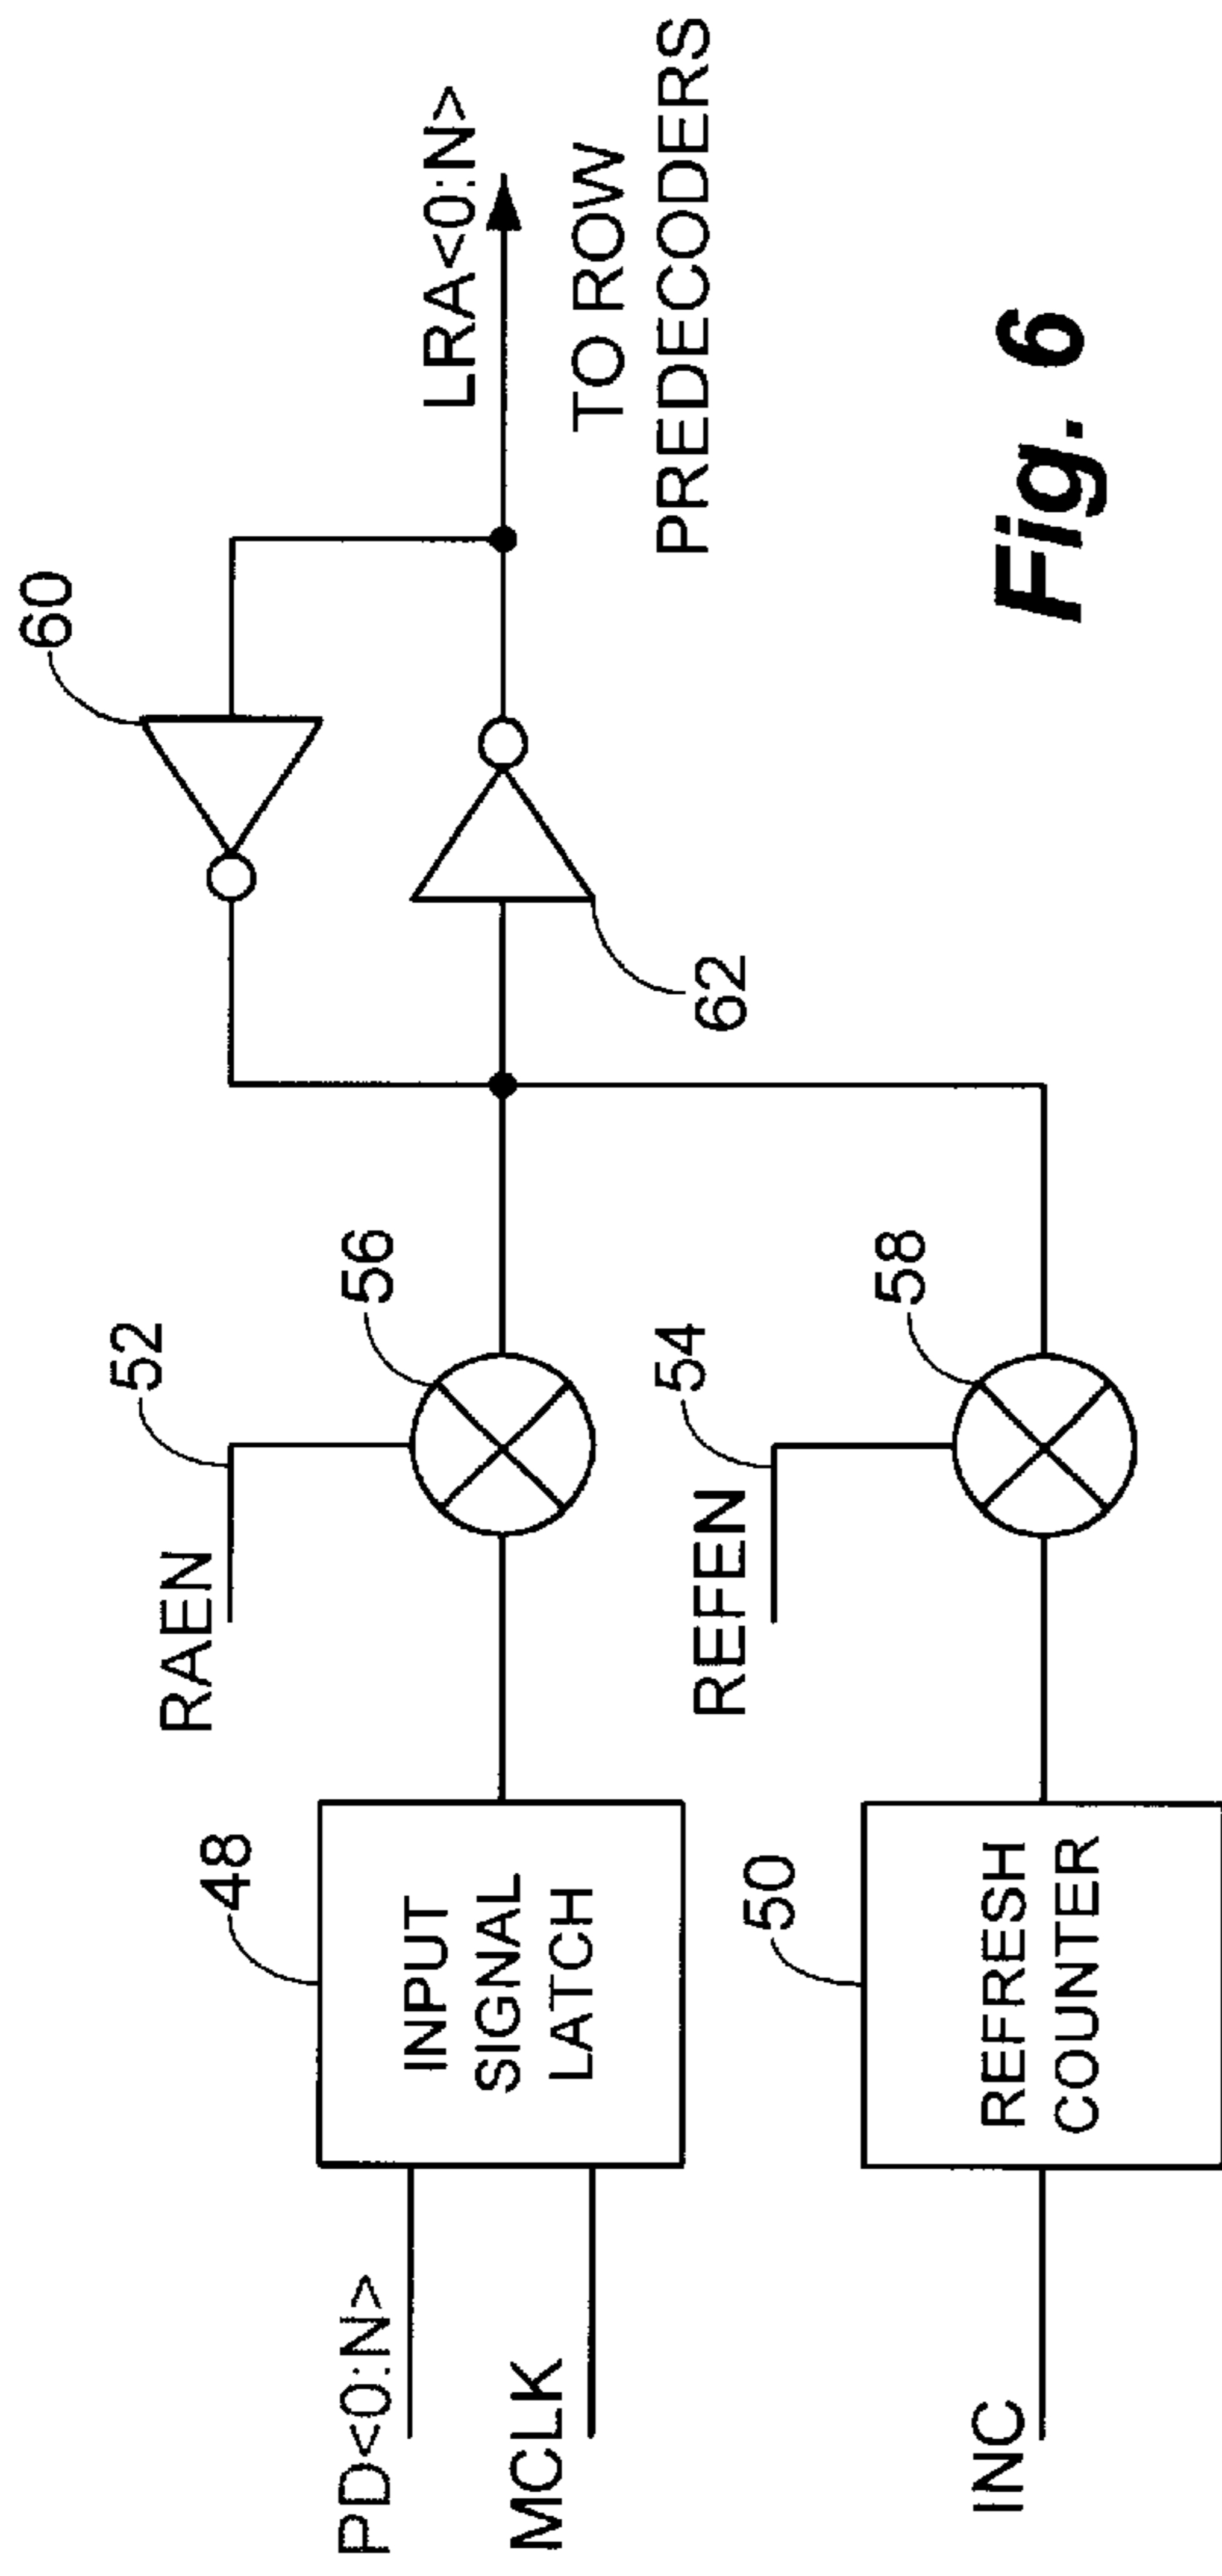 60
LRA<0:N>
TO ROW
PREDECODERS
52
RAEN
56
62
48
INPUT
SIGNAL
LATCH
PD<0:N>
MCLK
54
REFEN
58
50
REFRESH
COUNTER
INC
Fig. 6